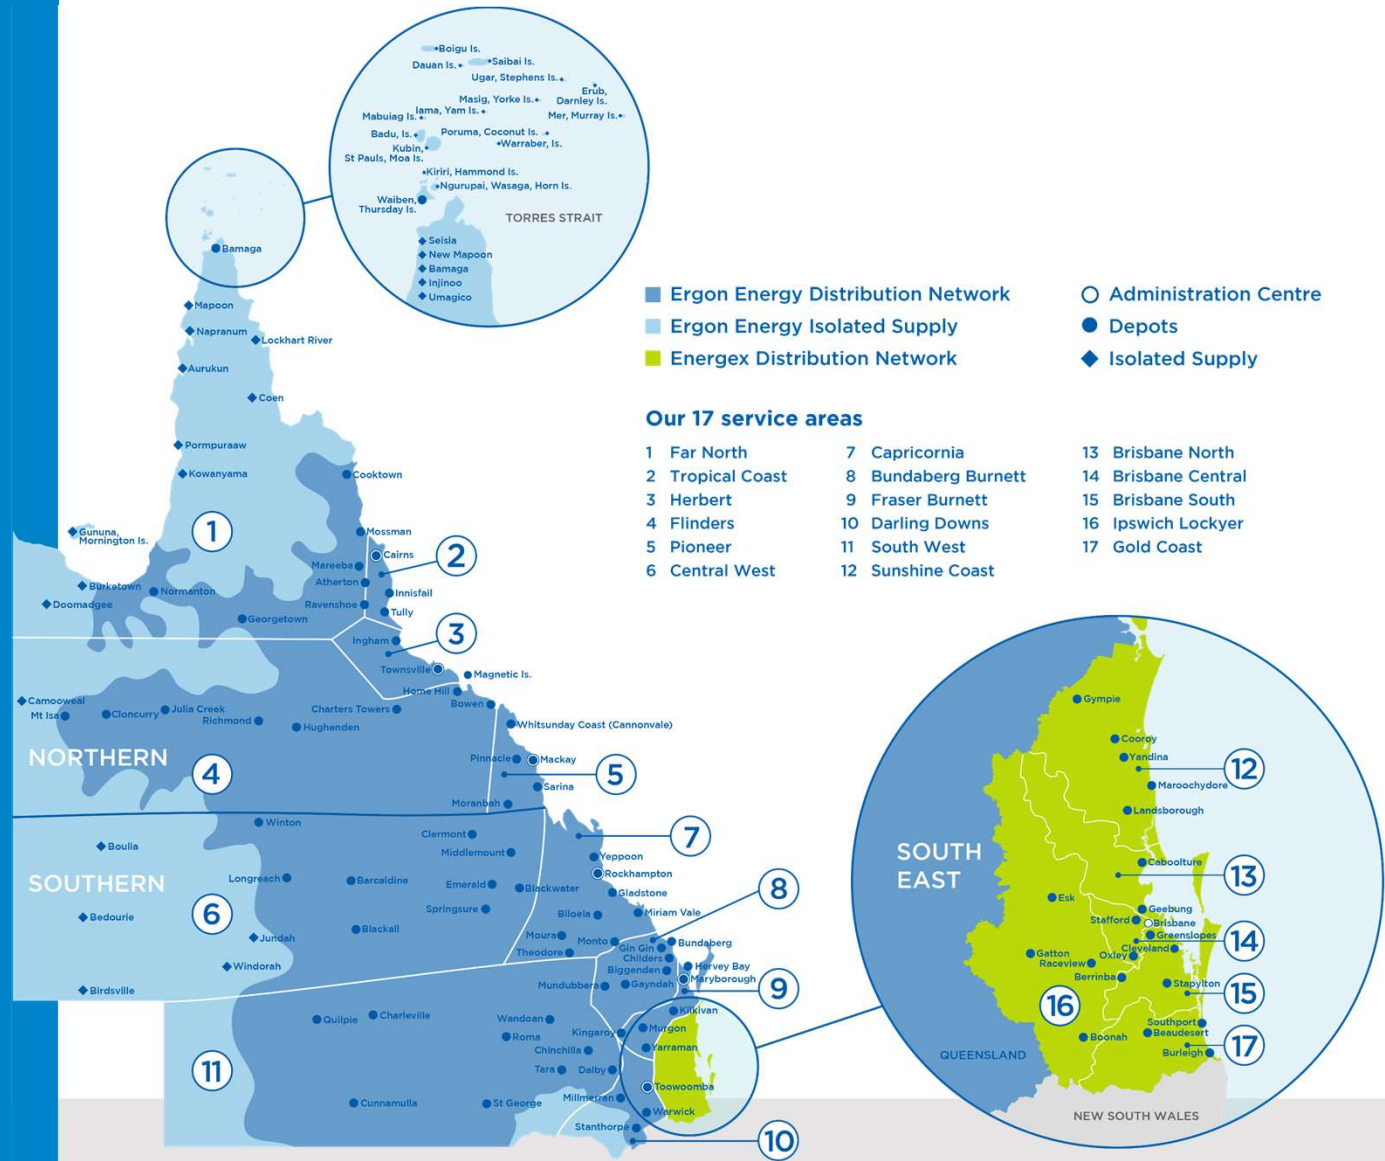 Boigu Is.
Dauan Is.
Saibai Is.
Ugar, Stephens Is.
Erub,
Darnley Is.
Masig, Yorke Is.
Iama, Yam Is.
Mabuiag Is.
Mer, Murray Is.
Badu, Is.
Poruma, Coconut Is.
Warraber, Is.
Kubin,
St Pauls, Moa Is.
Kiriri, Hammond Is.
Ngurupai, Wasaga, Horn Is.
Waiben,
Thursday Is.
TORRES STRAIT
Seisia
New Mapoon
Bamaga
Injinoo
Umagico
Bamaga
Mapoon
Napranum
Lockhart River
Aurukun
Coen
Pormpuraaw
Kowanyama
Cooktown
Gununa,
Mornington Is.
1
Mossman
Cairns
2
Mareeba
Atherton
Burketown
Normanton
Innisfail
Doomadgee
Ravenshoe
Tully
Georgetown
Ingham
3
Townsville
Magnetic Is.
Home Hill
Bowen
Camooweal
Mt Isa
Cloncurry
Julia Creek
Richmond
Hughenden
Charters Towers
Whitsunday Coast (Cannonvale)
NORTHERN
4
Pinnacle
Mackay
5
Sarina
Moranbah
Winton
Clermont
7
Boulia
Middlemount
Yeppoon
SOUTHERN
Longreach
Barcaldine
Emerald
Blackwater
Rockhampton
Gladstone
8
6
Bedourie
Springsure
Biloela
Miriam Vale
Blackall
Jundah
Moura
Monto
Bundaberg
Gin Gin
Theodore
Childers
Windorah
Biggenden
Hervey Bay
Maryborough
Birdsville
Mundubbera
Gayndah
9
Kilkivan
Quilpie
Charleville
Wandoan
Kingaroy
Murgon
Roma
Chinchilla
Yarraman
11
Tara
Dalby
Toowoomba
Cunnamulla
St George
Millmerran
Warwick
Stanthorpe
10
Ergon Energy Distribution Network
Ergon Energy Isolated Supply
Energex Distribution Network
Administration Centre
Depots
Isolated Supply
Our 17 service areas
1 Far North
2 Tropical Coast
3 Herbert
4 Flinders
5 Pioneer
6 Central West
7 Capricornia
8 Bundaberg Burnett
9 Fraser Burnett
10 Darling Downs
11 South West
12 Sunshine Coast
13 Brisbane North
14 Brisbane Central
15 Brisbane South
16 Ipswich Lockyer
17 Gold Coast
Gympie
Cooroy
Yandina
12
Maroochydore
Landsborough
SOUTH
EAST
Caboolture
13
Esk
Geebung
Stafford
Brisbane
Greenslopes
14
Cleveland
Gatton
Oxley
Raceview
Berrinba
Stapylton
15
16
Southport
Beaudesert
Boonah
17
Burleigh
QUEENSLAND
NEW SOUTH WALES